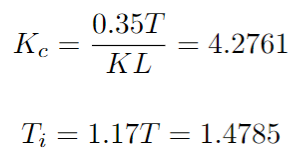 K_c = \frac{0.35T}{KL} = 4.2761
T_i = 1.17T = 1.4785